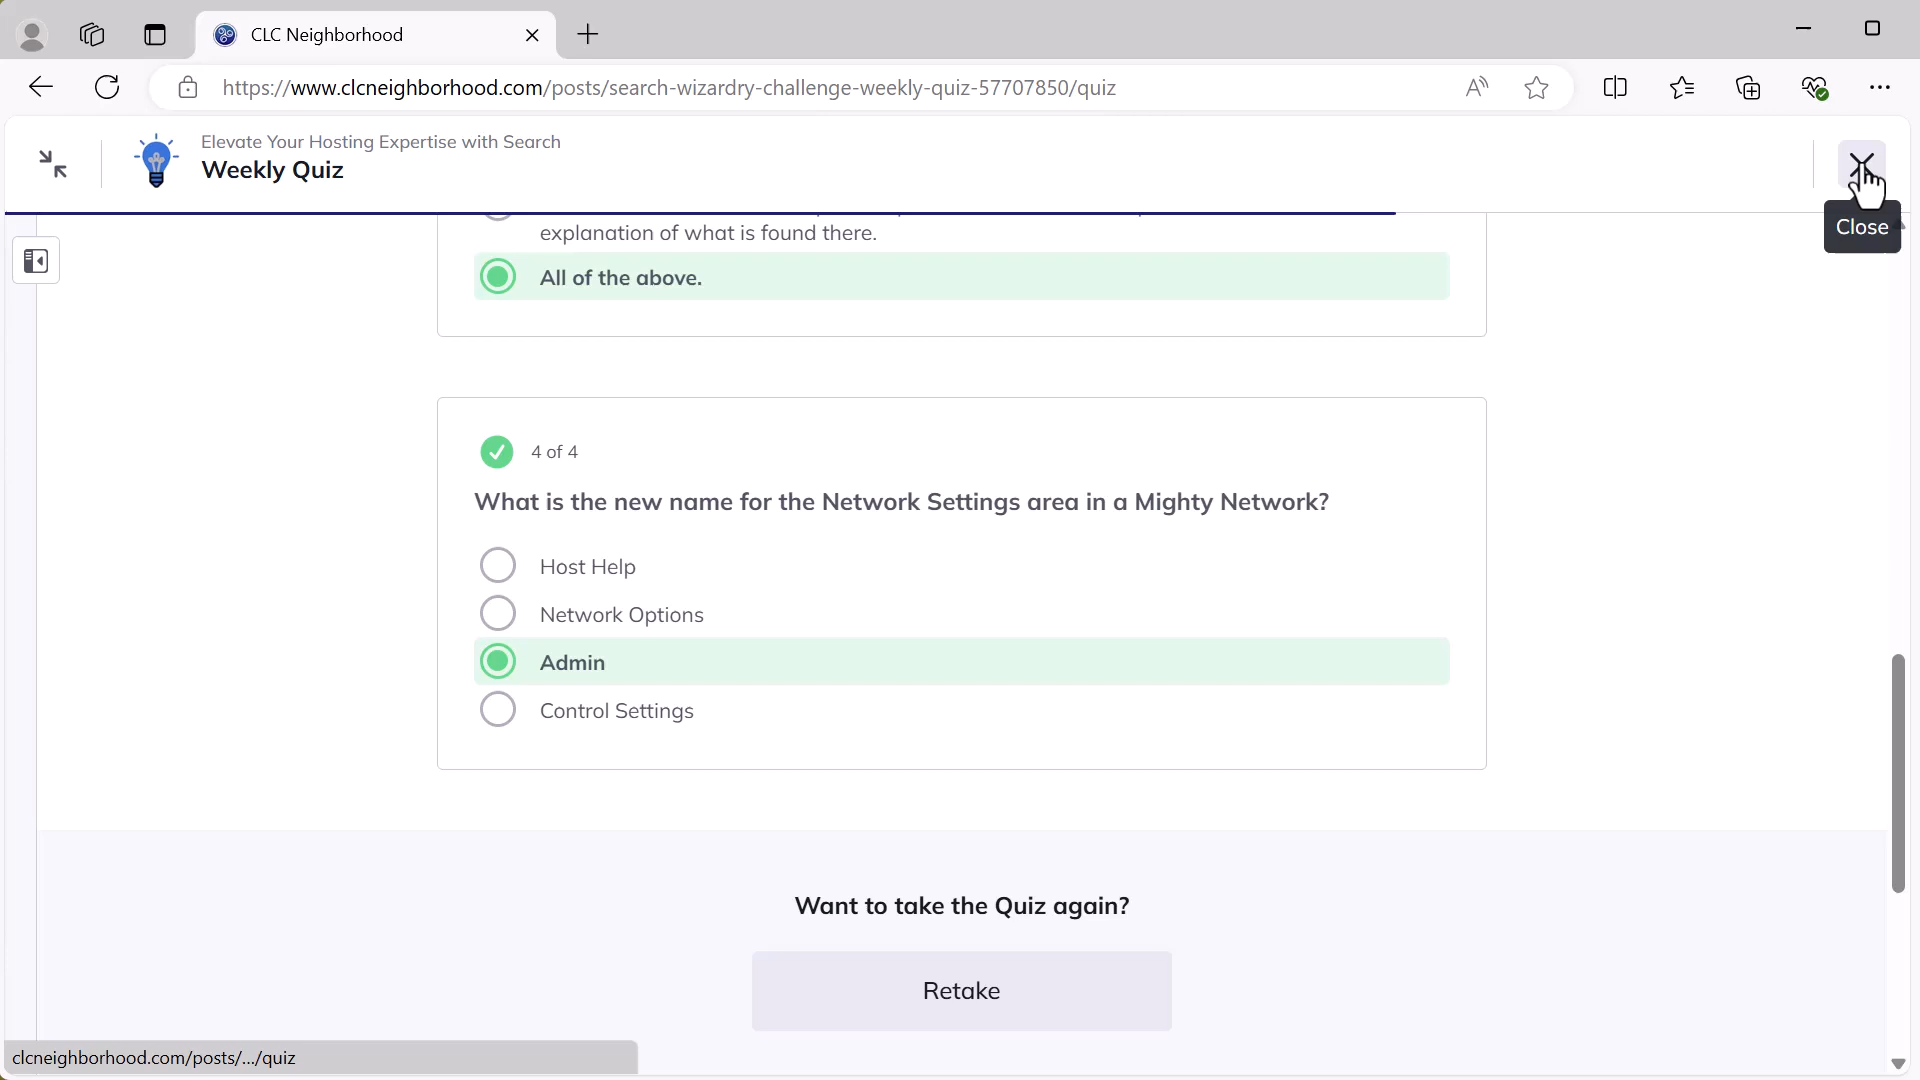 CLC Neighborhood
https://www.clcneighborhood.com/posts/search-wizardry-challenge-weekly-quiz-57707850/quiz
Elevate Your Hosting Expertise with Search
Weekly Quiz
Close
explanation of what is found there.
All of the above.
4 of 4
What is the new name for the Network Settings area in a Mighty Network?
Host Help
Network Options
Admin
Control Settings
Want to take the Quiz again?
Retake
clcneighborhood.com/posts/.../quiz